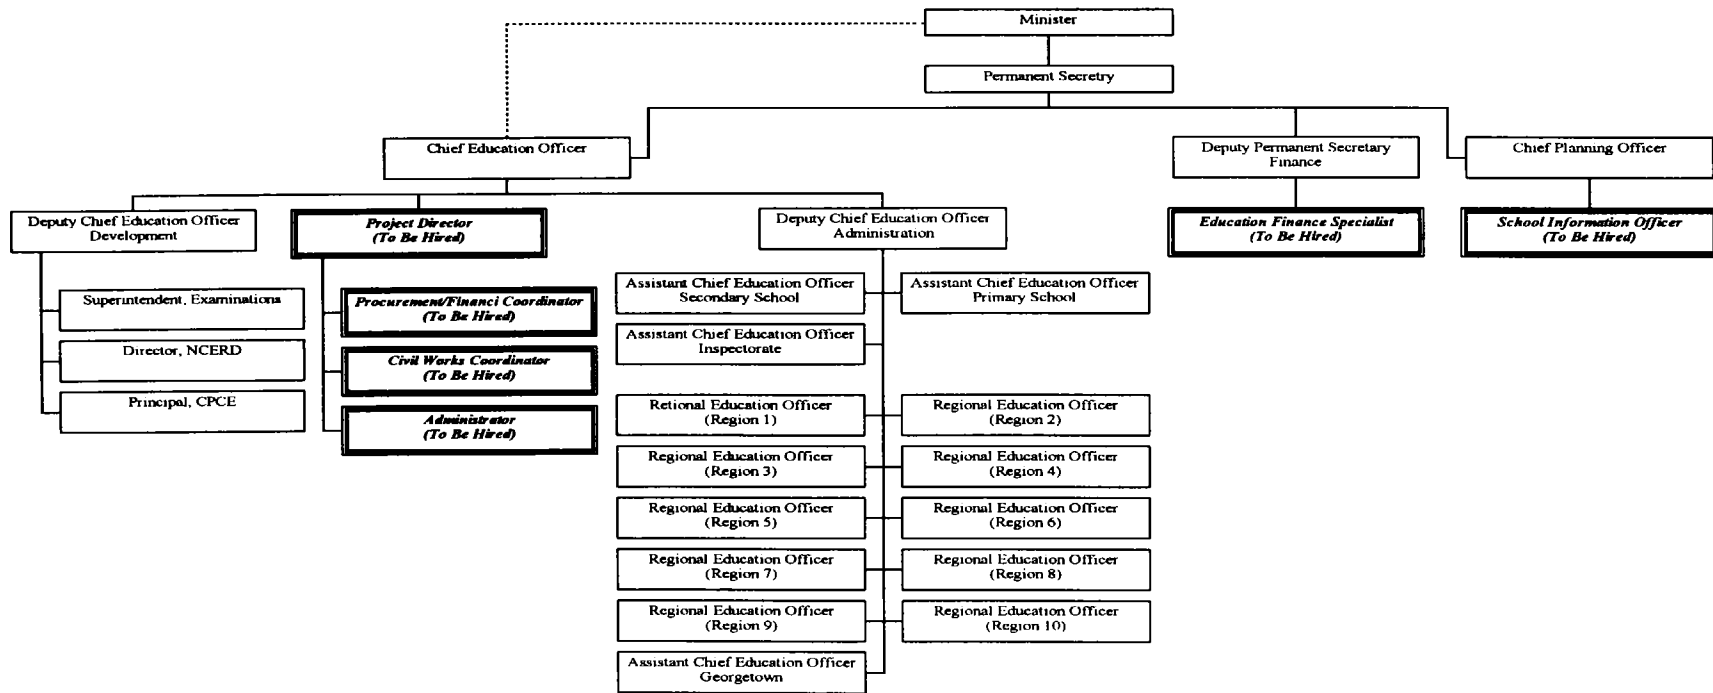 Minister
Permanent Secretry
Chief Education Officer
Deputy Permanent Secretary
Finance
Chief Planning Officer
Deputy Chief Education Officer
Development
Project Director
(To Be Hired)
Deputy Chief Education Officer
Administration
Education Finance Specialist
(To Be Hired)
School Information Officer
(To Be Hired)
Superintendent, Examinations
Director, NCERD
Principal, CPCE
Procurement/Financi Coordinator
(To Be Hired)
Civil Works Coordinator
(To Be Hired)
Administrator
(To Be Hired)
Assistant Chief Education Officer
Secondary School
Assistant Chief Education Officer
Primary School
Assistant Chief Education Officer
Inspectorate
Retional Education Officer
(Region 1)
Regional Education Officer
(Region 2)
Regional Education Officer
(Region 3)
Regional Education Officer
(Region 4)
Regional Education Officer
(Region 5)
Regional Education Officer
(Region 6)
Regional Education Officer
(Region 7)
Regional Education Officer
(Region 8)
Regional Education Officer
(Region 9)
Regional Education Officer
(Region 10)
Assistant Chief Education Officer
Georgetown